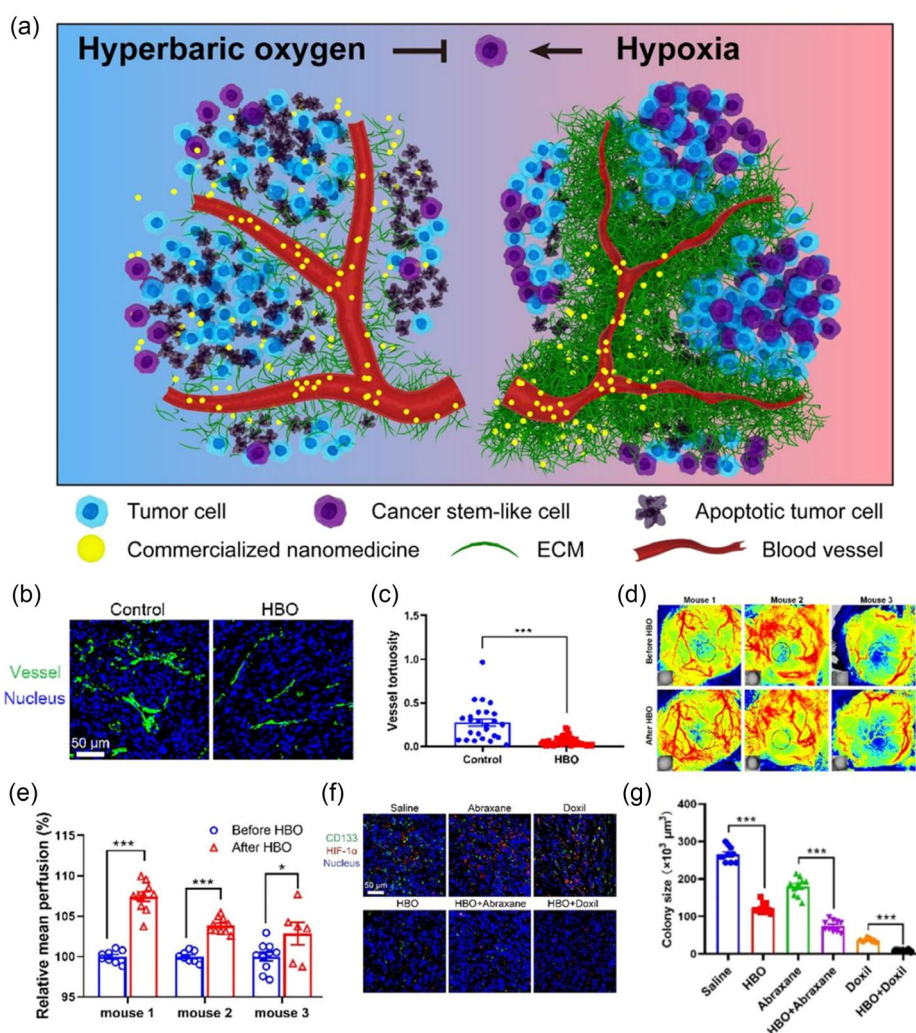 (a)
Hyperbaric oxygen
Hypoxia
Tumor cell
Cancer stem-like cell
Apoptotic tumor cell
Commercialized nanomedicine
ECM
Blood vessel
(b)
Control
HBO
Vessel
Nucleus
50 μm
(c)
Vessel tortuosity
1.5
1.0
0.5
0.0
***
Control
HBO
(d)
Mouse 1
Mouse 2
Mouse 3
Before HBO
After HBO
(e)
Relative mean perfusion (%)
115
110
105
100
95
Before HBO
After HBO
***
***
*
mouse 1
mouse 2
mouse 3
(f)
Saline
Abraxane
Doxil
CD133
HIF-1α
Nucleus
50 μm
HBO
HBO+Abraxane
HBO+Doxil
(g)
Colony size (×10³ μm³)
400
300
200
100
0
***
***
***
Saline
HBO
Abraxane
HBO+Abraxane
Doxil
HBO+Doxil